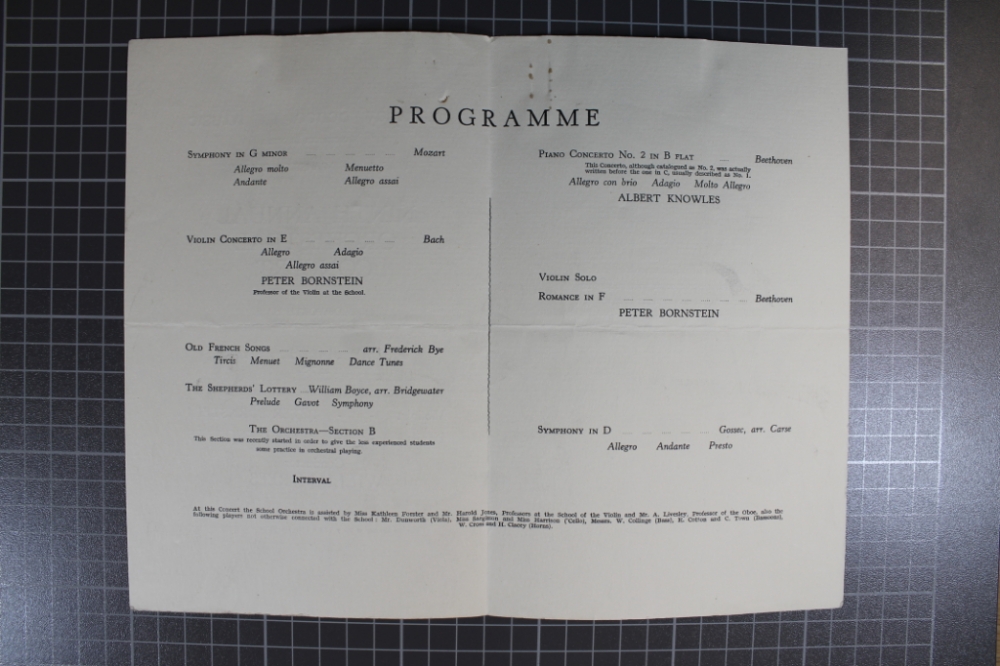 PROGRAMME
SYMPHONY IN G MINOR ... ... ... ... ... Mozart
Allegro molto Menuetto
Andante Allegro assai
VIOLIN CONCERTO IN E ... ... ... ... ... Bach
Allegro Adagio
Allegro assai
PETER BORNSTEIN
Professor of the Violin at the School.
OLD FRENCH SONGS ... ... ... ... arr. Frederick Bye
Tircis Menuet Mignonne Dance Tunes
THE SHEPHERDS' LOTTERY ... William Boyce, arr. Bridgewater
Prelude Gavot Symphony
THE ORCHESTRA—SECTION B
This Section was recently started in order to give the less experienced students
some practice in orchestral playing.
INTERVAL
PIANO CONCERTO No. 2 IN B FLAT ... ... Beethoven
This Concerto, although catalogued as No. 2, was actually
written before the one in C, usually described as No. 1.
Allegro con brio Adagio Molto Allegro
ALBERT KNOWLES
VIOLIN SOLO
ROMANCE IN F ... ... ... ... ... ... Beethoven
PETER BORNSTEIN
SYMPHONY IN D ... ... ... ... ... Gossec, arr. Carse
Allegro Andante Presto
At this Concert the School Orchestra is assisted by Miss Kathleen Forster and Mr. Harold Jones, Professors at the School of the Violin and Mr. A. Livesley, Professor of the Oboe, also the
following players not otherwise connected with the School : Mr. (Viola), Miss and Miss Harrison ('Cello), Messrs. W. Collinge (Bass), E. and C. Town (Bassoons),
W. and H. (Horns).